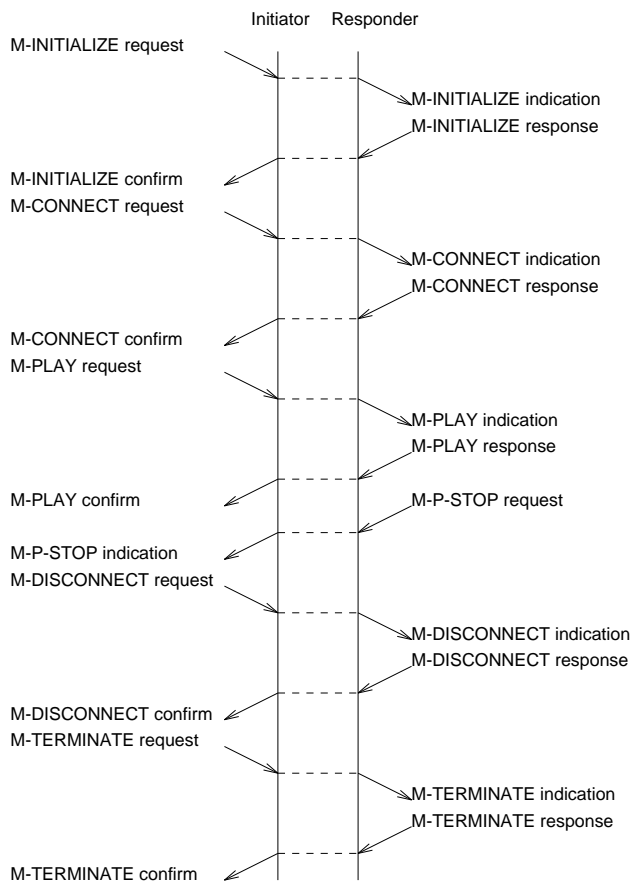 Initiator Responder
M-INITIALIZE request
M-INITIALIZE indication
M-INITIALIZE response
M-INITIALIZE confirm
M-CONNECT request
M-CONNECT indication
M-CONNECT response
M-CONNECT confirm
M-PLAY request
M-PLAY indication
M-PLAY response
M-PLAY confirm
M-P-STOP request
M-P-STOP indication
M-DISCONNECT request
M-DISCONNECT indication
M-DISCONNECT response
M-DISCONNECT confirm
M-TERMINATE request
M-TERMINATE indication
M-TERMINATE response
M-TERMINATE confirm